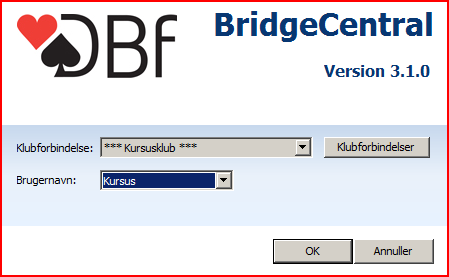 DBf
BridgeCentral
Version 3.1.0
Klubforbindelse: *** Kursusklub *** Klubforbindelser
Brugernavn: Kursus
OK Annuller